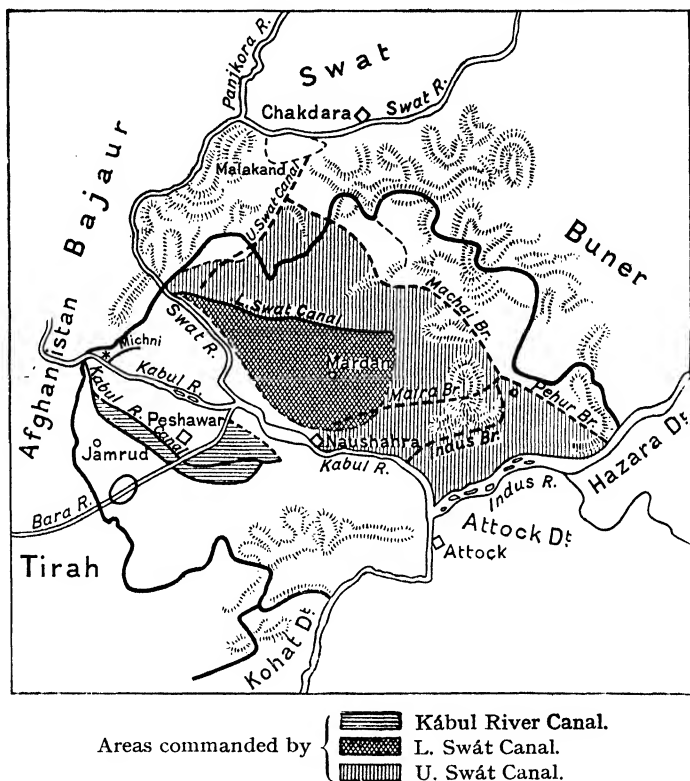 Panjkora R.
Swat
Swat R.
Chakdara
Bajaur
Malakand
U. Swat Canal
Buner
Machai Br.
L. Swat Canal
Swat R.
Afghanistan
Michni
Kabul R.
Mardan
Maira Br.
Pehur Br.
Kabul R. Canal
Peshawar
Naushahra
Indus Br.
Jamrud
Kabul R.
Indus R.
Hazara Dt.
Bara R.
Attock Dt.
Attock
Tirah
Kohat Dt.
Areas commanded by
Kábul River Canal.
L. Swát Canal.
U. Swát Canal.